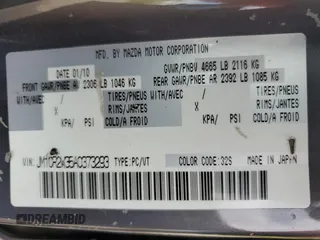 MFD. BY MAZDA MOTOR CORPORATION
DATE 01/10 GVWR/PNBV 4665 LB 2116 KG
FRONT GAWR/PNBE A 2306 LB 1046 KG REAR GAWR/PNBE AR 2392 LB 1085 KG
WITH/AVEC / TIRES/PNEUS WITH/AVEC / TIRES/PNEUS
X RIMS/JANTES X RIMS/JANTES
KPA/ PSI COLD/A FROID KPA/ PSI COLD/A FROID
VIN: TYPE:PC/VT COLOR CODE:32S MADE IN JAPAN
DREAMBID